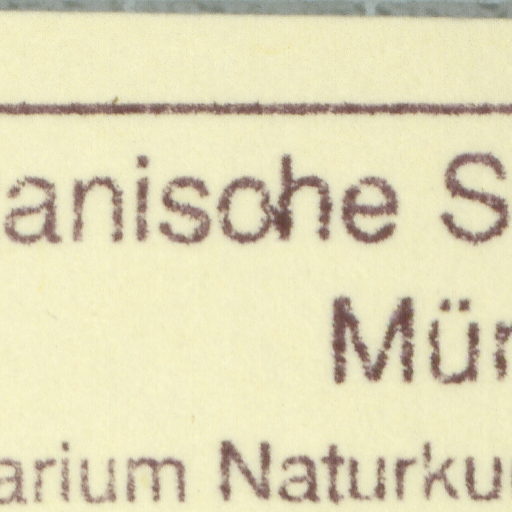 anische S
Mün
arium Naturku